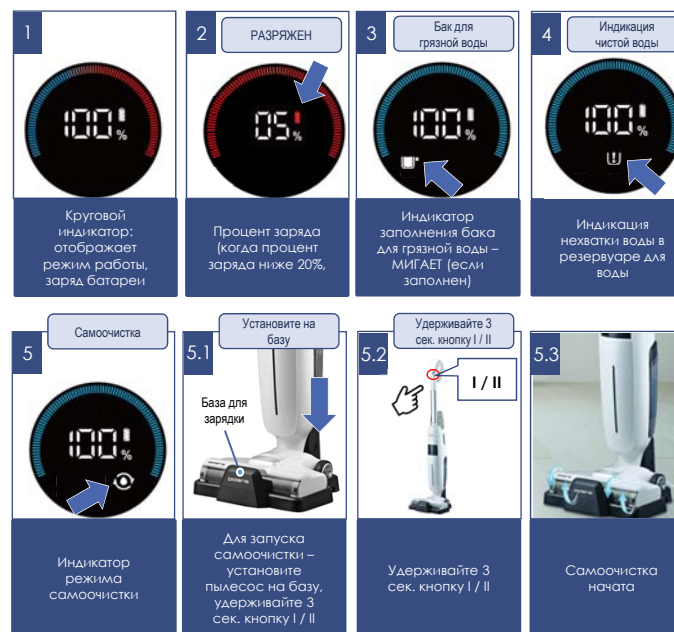 1
100 %
Круговой
индикатор:
отображает
режим работы,
заряд батареи
2
РАЗРЯЖЕН
05 %
Процент заряда
(когда процент
заряда ниже 20%,
3
Бак для
грязной воды
100 %
Индикатор
заполнения бака
для грязной воды –
МИГАЕТ (если
заполнен)
4
Индикация
чистой воды
100 %
Индикация
нехватки воды в
резервуаре для
воды
5
Самоочистка
100 %
Индикатор
режима
самоочистки
5.1
Установите на
базу
База для
зарядки
polaris
Для запуска
самоочистки –
установите
пылесос на базу,
удерживайте 3
сек. кнопку I / II
5.2
Удерживайте 3
сек. кнопку I / II
I / II
Удерживайте 3
сек. кнопку I / II
5.3
polaris
Самоочистка
начата